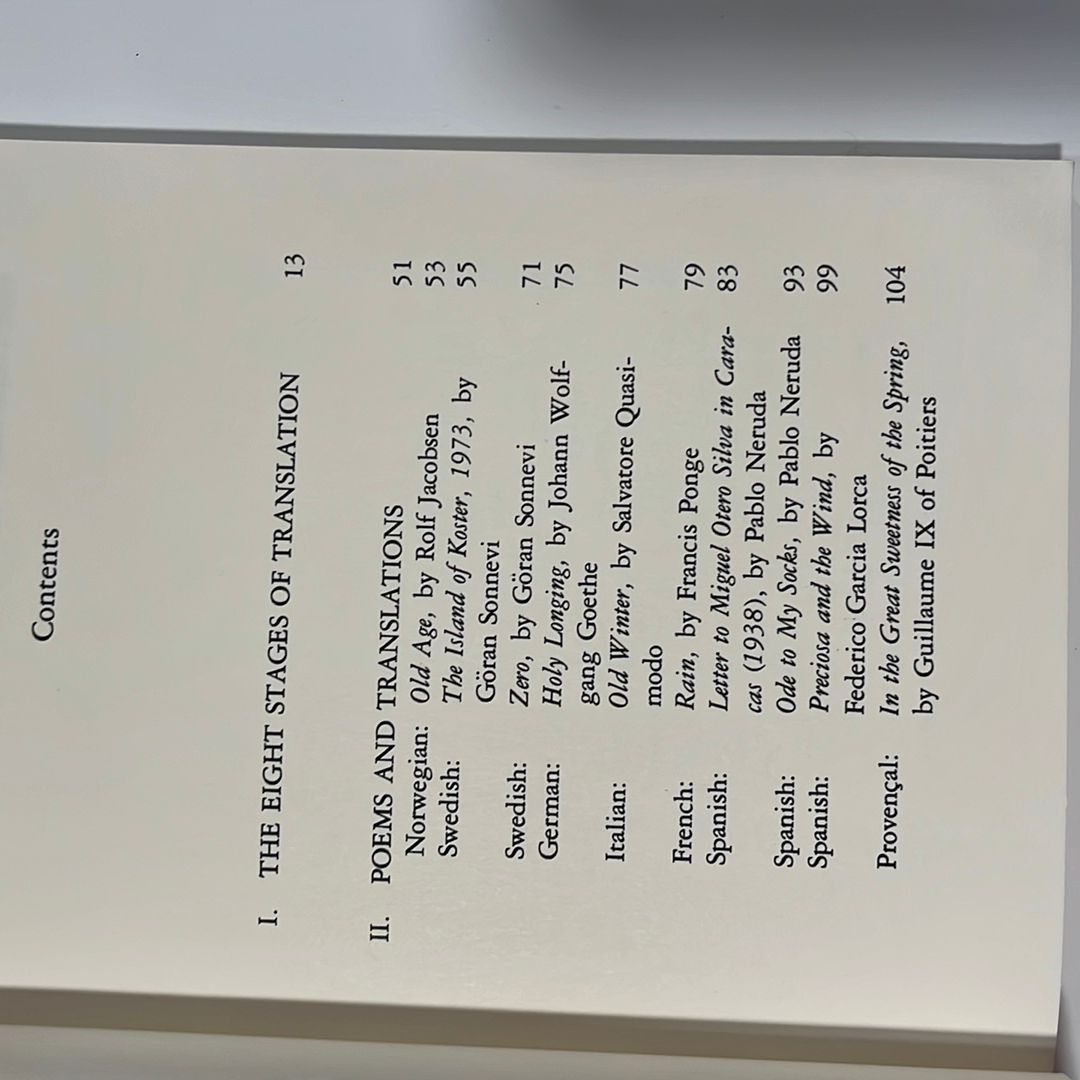 Contents
I. THE EIGHT STAGES OF TRANSLATION 13
II. POEMS AND TRANSLATIONS
Norwegian: Old Age, by Rolf Jacobsen 51
Swedish: The Island of Koster, 1973, by 53
Göran Sonnevi 55
Swedish: Zero, by Göran Sonnevi 71
German: Holy Longing, by Johann Wolf- 75
gang Goethe
Italian: Old Winter, by Salvatore Quasi- 77
modo
French: Rain, by Francis Ponge 79
Spanish: Letter to Miguel Otero Silva in Cara- 83
cas (1938), by Pablo Neruda
Spanish: Ode to My Socks, by Pablo Neruda 93
Spanish: Preciosa and the Wind, by 99
Federico Garcia Lorca
Provençal: In the Great Sweetness of the Spring, 104
by Guillaume IX of Poitiers